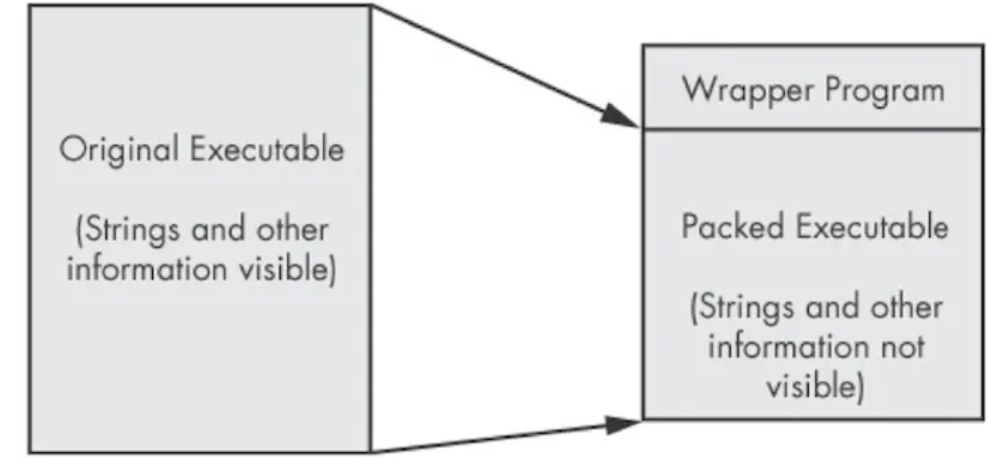 Original Executable
(Strings and other
information visible)
Wrapper Program
Packed Executable
(Strings and other
information not
visible)